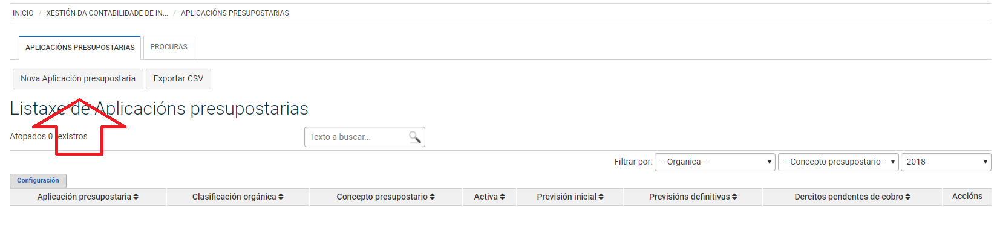 INICIO / XESTIÓN DA CONTABILIDADE DE IN... / APLICACIÓNS PRESUPOSTARIAS
APLICACIÓNS PRESUPOSTARIAS PROCURAS
Nova Aplicación presupostaria Exportar CSV
Listaxe de Aplicacións presupostarias
Atopados 0 rexistros Texto a buscar...
Filtrar por: -- Organica -- -- Concepto presupostario - 2018
Configuración
Aplicación presupostaria Clasificación orgánica Concepto presupostario Activa Previsión inicial Previsións definitivas Dereitos pendentes de cobro Accións